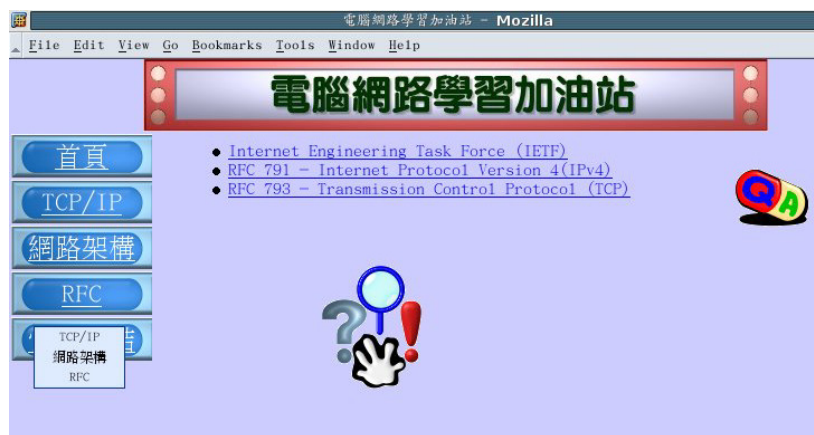 電腦網路學習加油站 - Mozilla
File Edit View Go Bookmarks Tools Window Help
電腦網路學習加油站
首頁
TCP/IP
網路架構
RFC
Internet Engineering Task Force (IETF)
RFC 791 - Internet Protocol Version 4(IPv4)
RFC 793 - Transmission Control Protocol (TCP)
Q A
? !
TCP/IP
網路架構
RFC